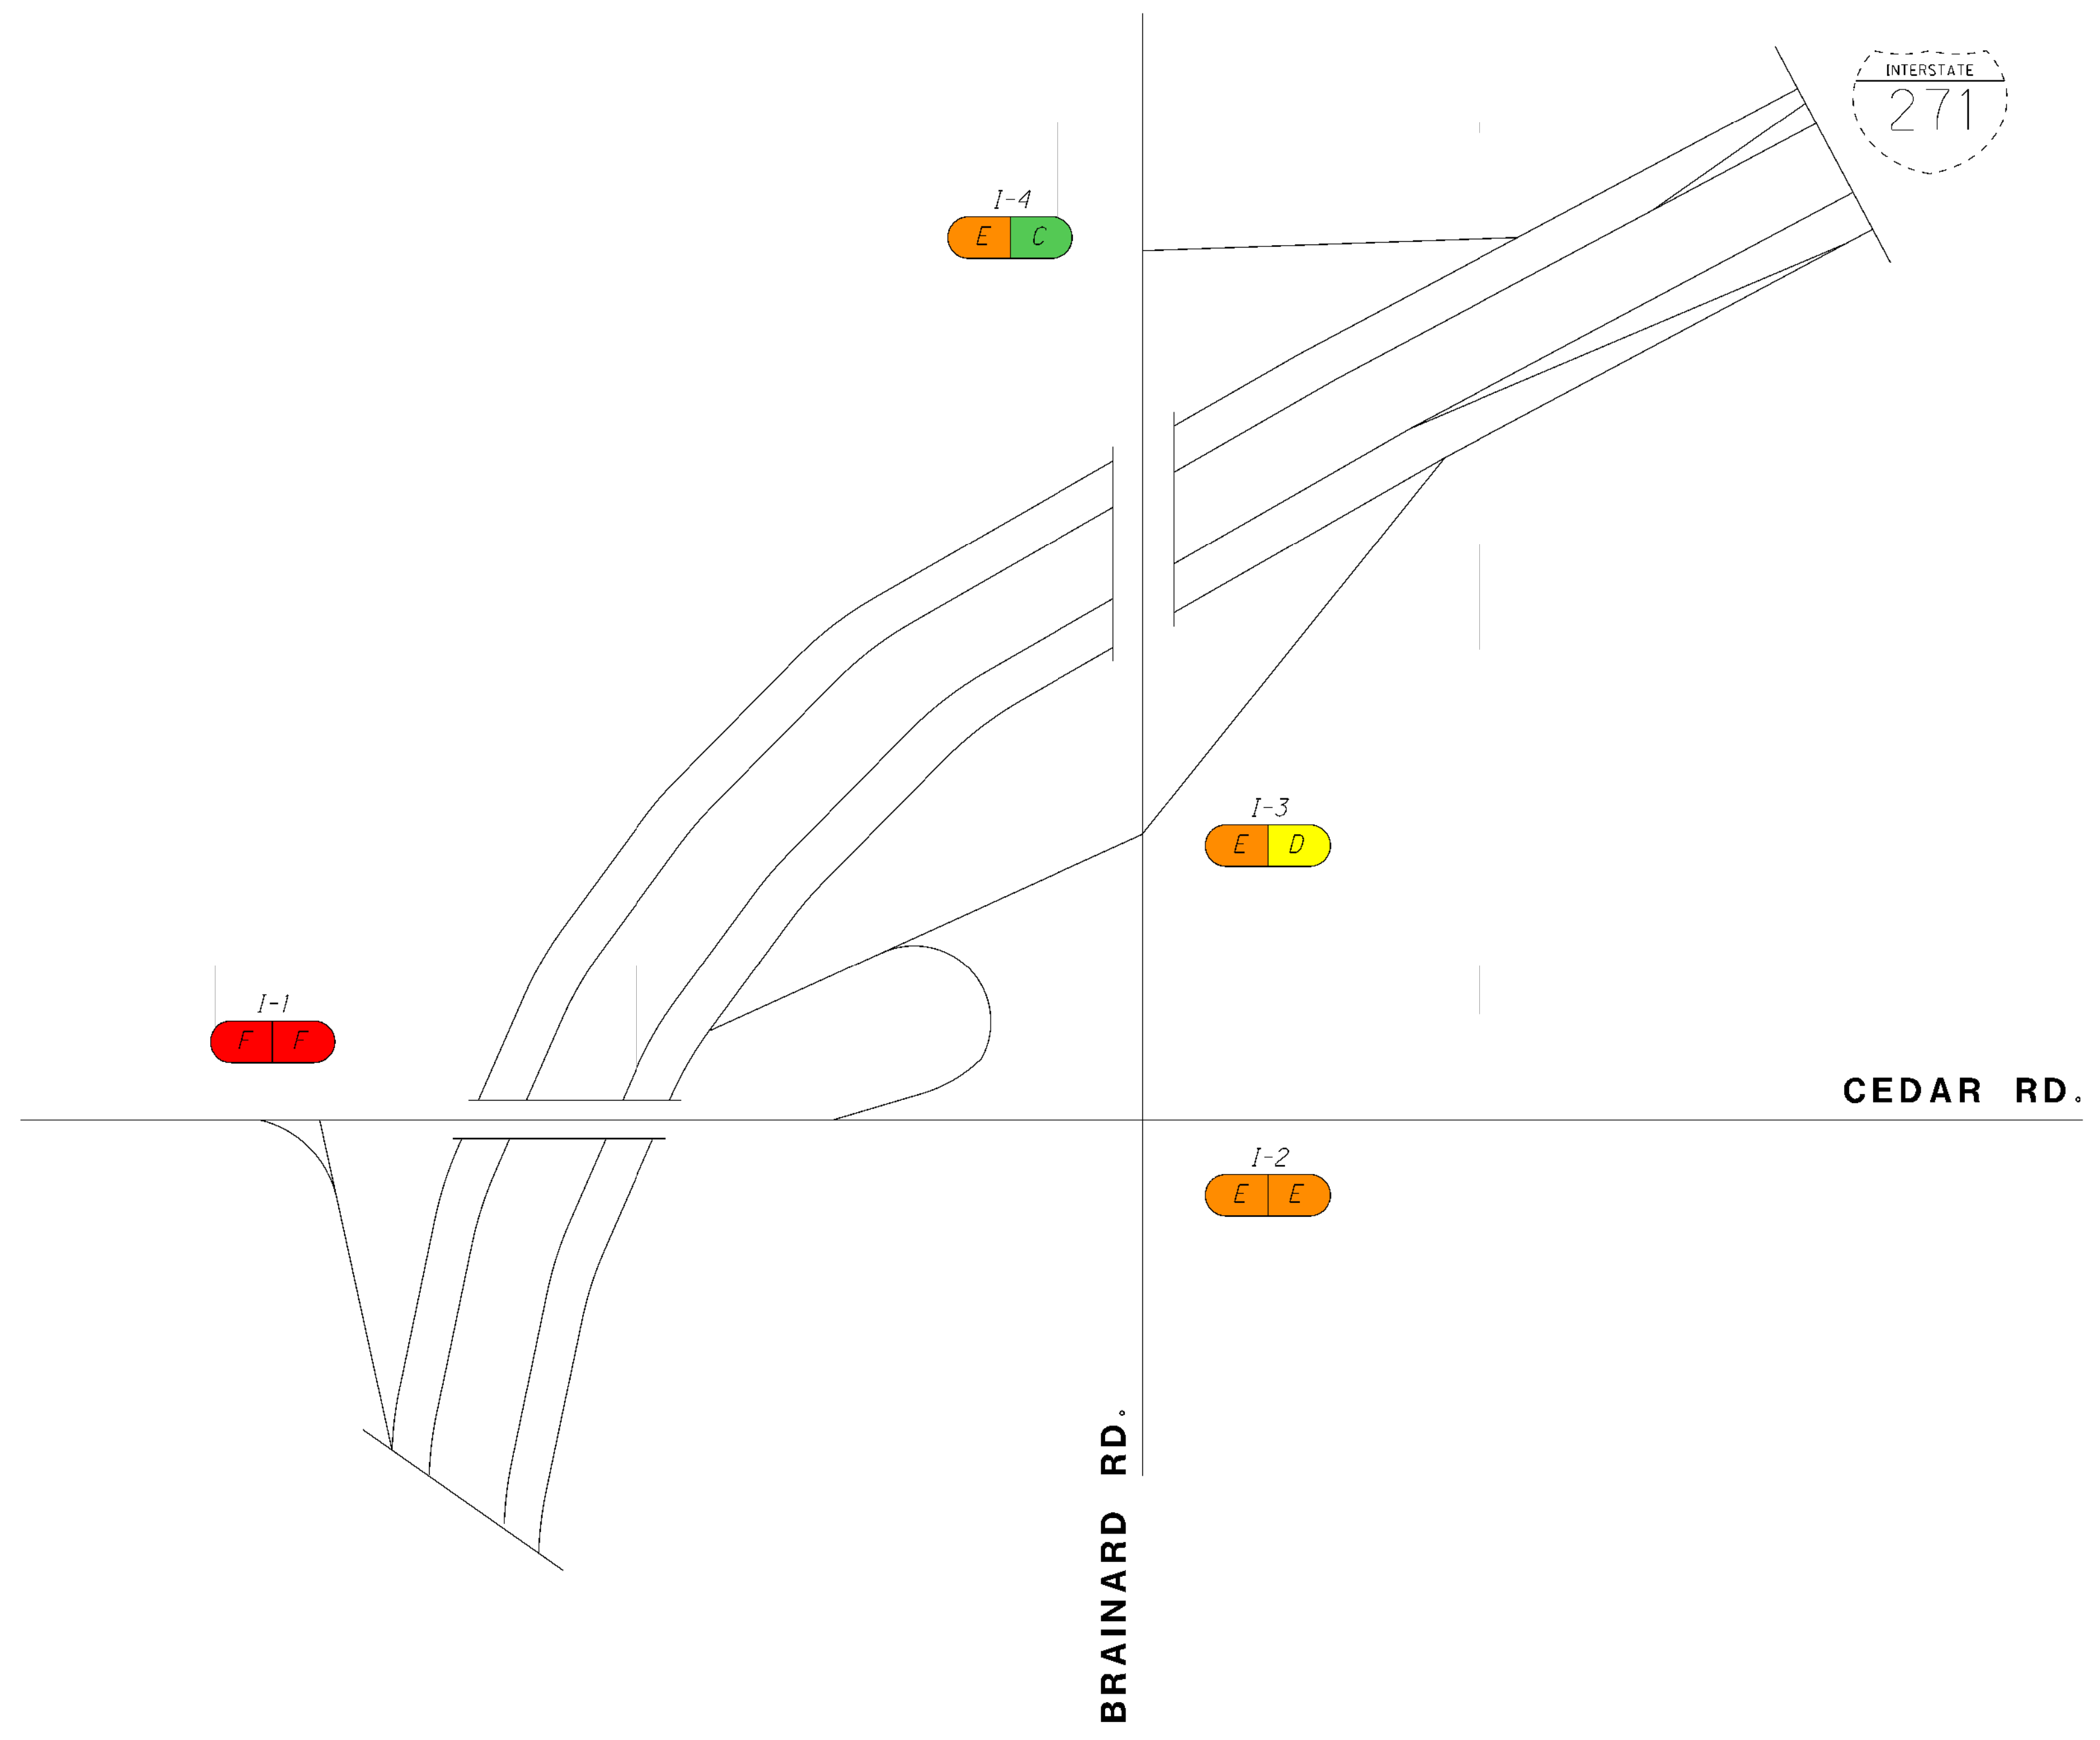 INTERSTATE
271
I-4
E C
I-3
E D
I-1
F F
CEDAR RD.
I-2
E E
BRAINARD RD.